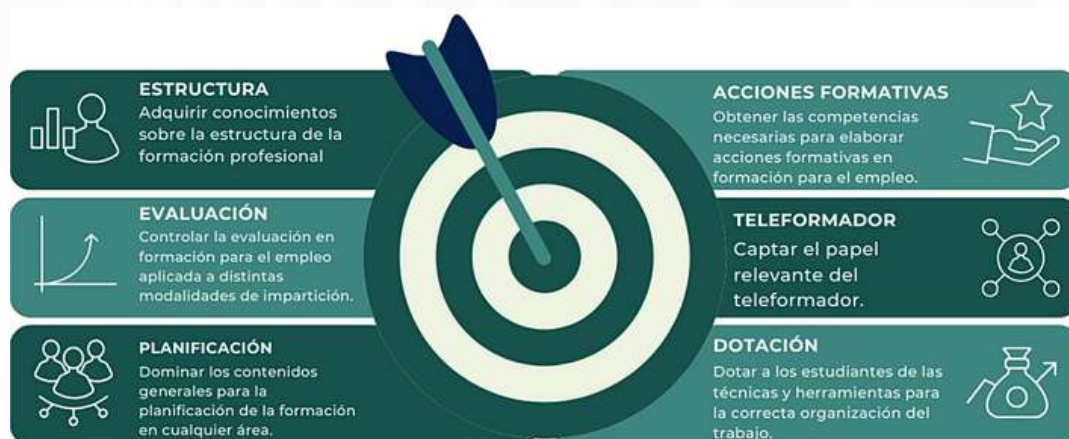 ESTRUCTURA
Adquirir conocimientos
sobre la estructura de la
formación profesional
EVALUACIÓN
Controlar la evaluación en
formación para el empleo
aplicada a distintas
modalidades de impartición.
PLANIFICACIÓN
Dominar los contenidos
generales para la
planificación de la formación
en cualquier área.
ACCIONES FORMATIVAS
Obtener las competencias
necesarias para elaborar
acciones formativas en
formación para el empleo.
TELEFORMADOR
Captar el papel
relevante del
teleformador.
DOTACIÓN
Dotar a los estudiantes de las
técnicas y herramientas para
la correcta organización del
trabajo.